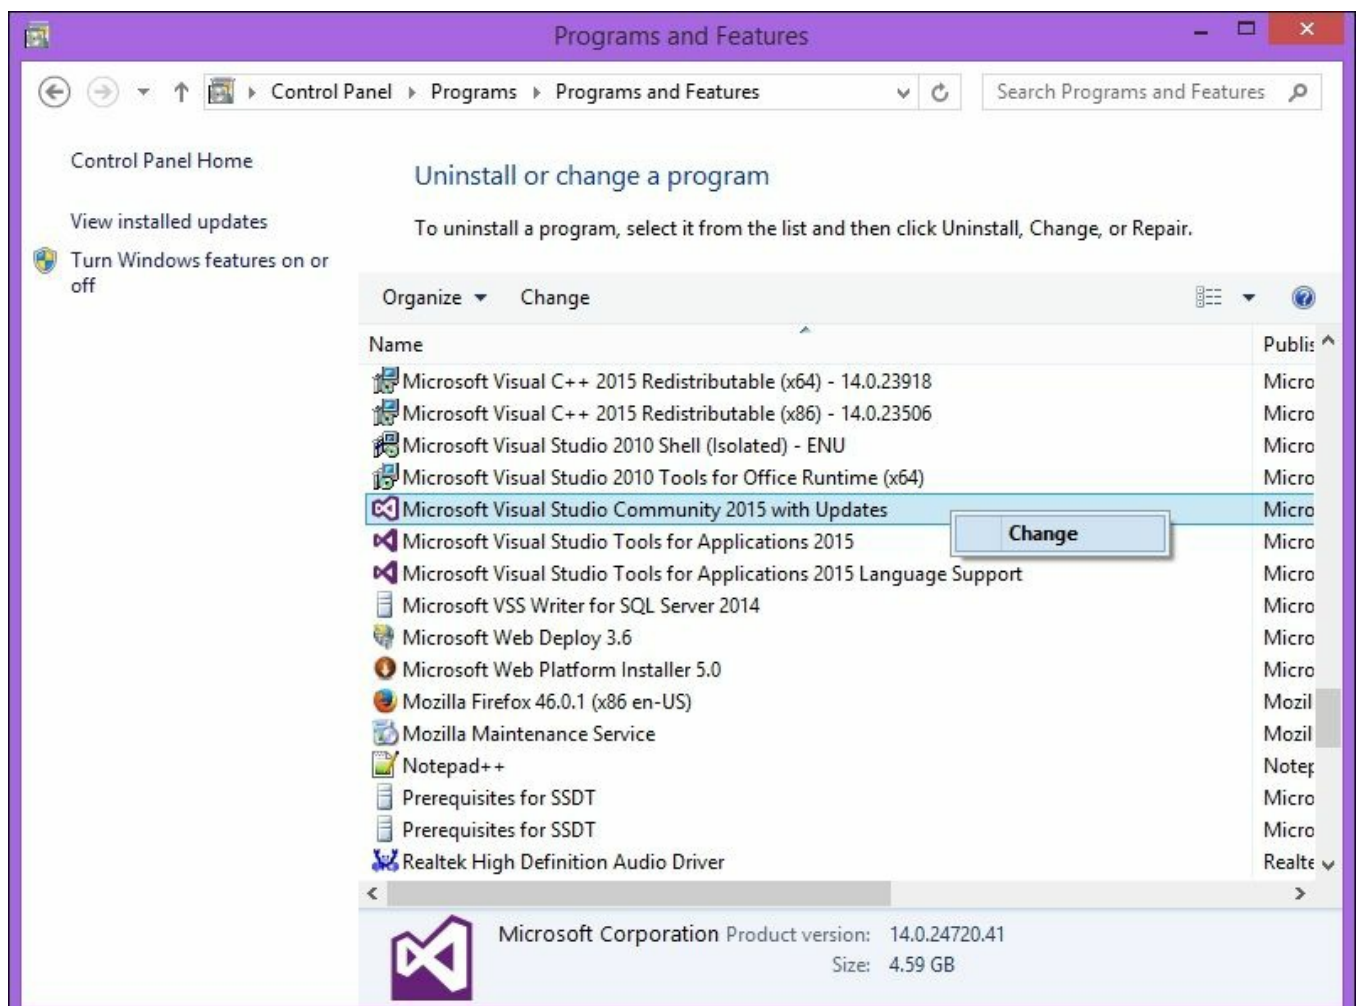 Programs and Features
Control Panel Programs Programs and Features Search Programs and Features
Control Panel Home
View installed updates
Turn Windows features on or
off
Uninstall or change a program
To uninstall a program, select it from the list and then click Uninstall, Change, or Repair.
Organize Change
Name Publis
Microsoft Visual C++ 2015 Redistributable (x64) - 14.0.23918 Micro
Microsoft Visual C++ 2015 Redistributable (x86) - 14.0.23506 Micro
Microsoft Visual Studio 2010 Shell (Isolated) - ENU Micro
Microsoft Visual Studio 2010 Tools for Office Runtime (x64) Micro
Microsoft Visual Studio Community 2015 with Updates Micro
Change
Microsoft Visual Studio Tools for Applications 2015 Micro
Microsoft Visual Studio Tools for Applications 2015 Language Support Micro
Microsoft VSS Writer for SQL Server 2014 Micro
Microsoft Web Deploy 3.6 Micro
Microsoft Web Platform Installer 5.0 Micro
Mozilla Firefox 46.0.1 (x86 en-US) Mozil
Mozilla Maintenance Service Mozil
Notepad++ Notep
Prerequisites for SSDT Micro
Prerequisites for SSDT Micro
Realtek High Definition Audio Driver Realte
Microsoft Corporation Product version: 14.0.24720.41
Size: 4.59 GB